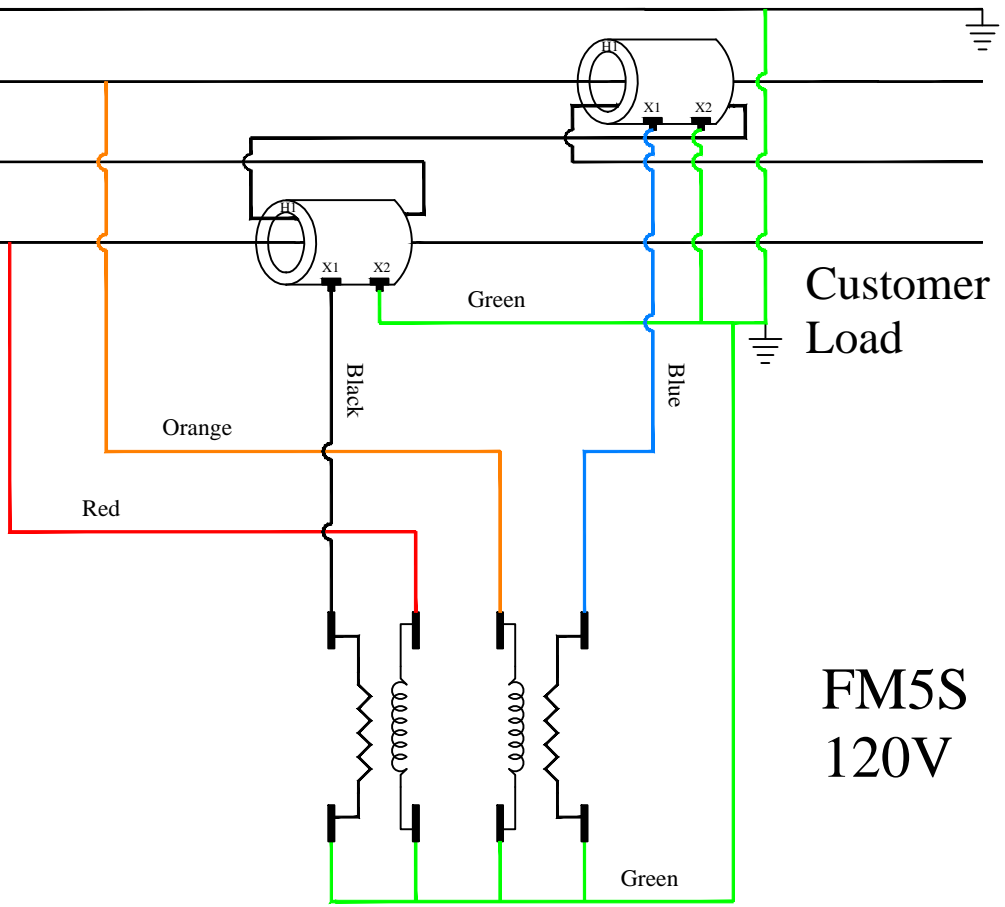 H1
X1 X2
H1
X1 X2
Customer
Load
Green
Black
Blue
Orange
Red
FM5S
120V
Green